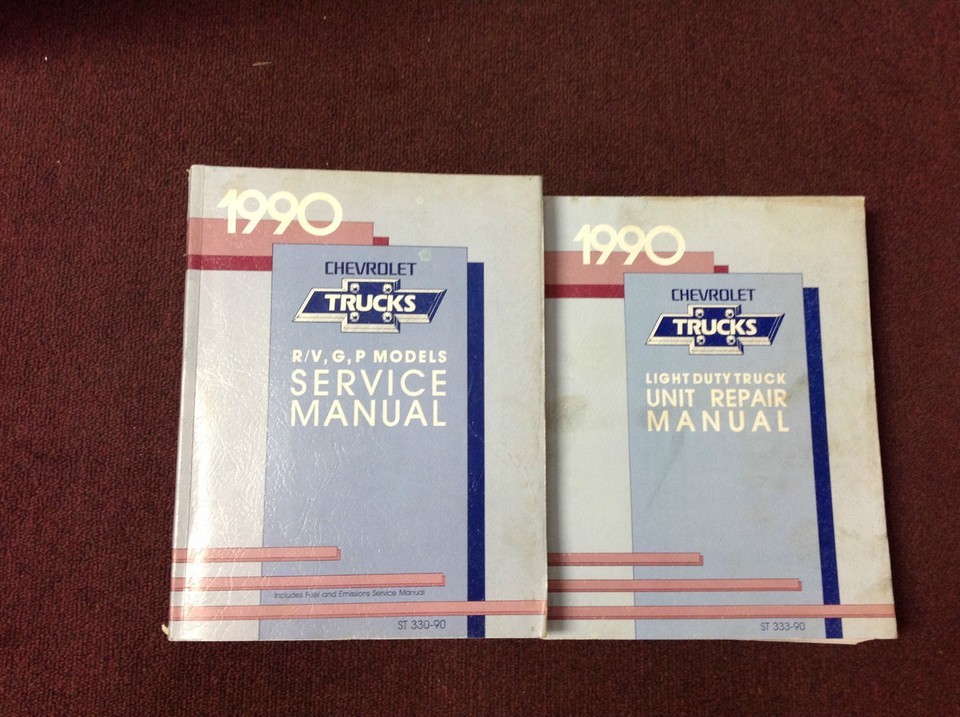 1990
CHEVROLET
TRUCKS
R/V, G, P MODELS
SERVICE
MANUAL
Includes Fuel and Emissions Service Manual
ST 330-90
1990
CHEVROLET
TRUCKS
LIGHT DUTY TRUCK
UNIT REPAIR
MANUAL
ST 333-90